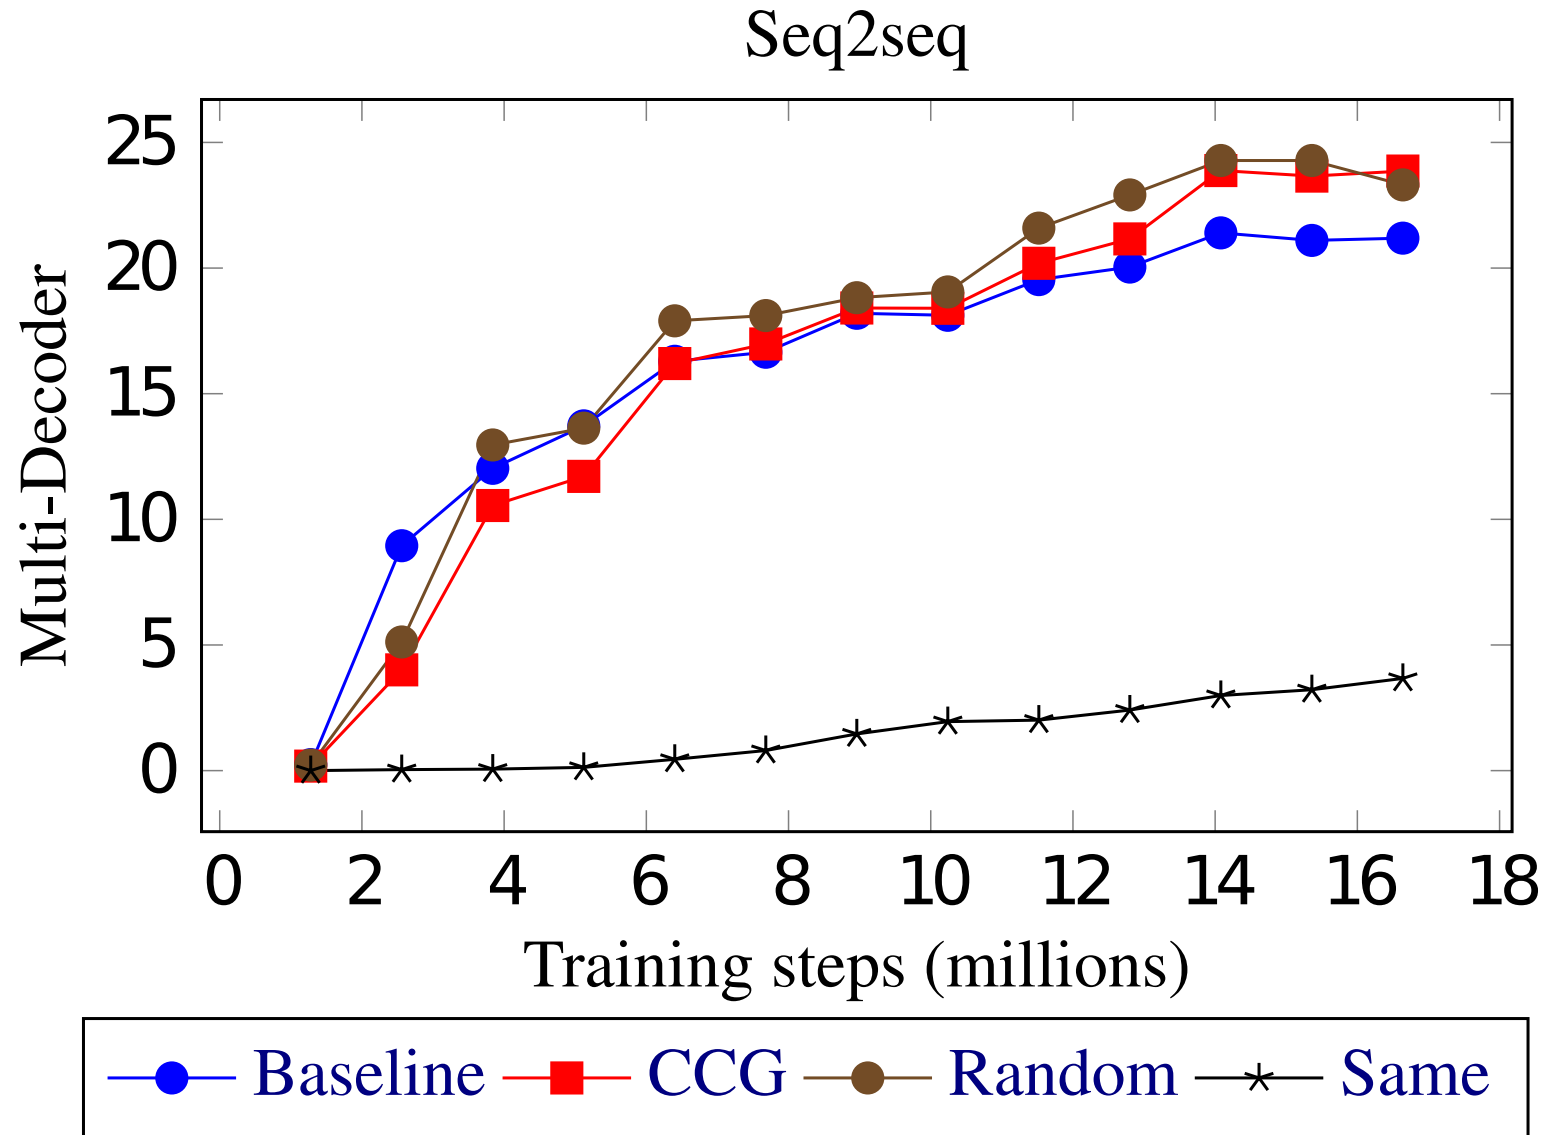 Seq2seq
25
20
15
10
5
0
Multi-Decoder
0 2 4 6 8 10 12 14 16 18
Training steps (millions)
Baseline CCG Random Same